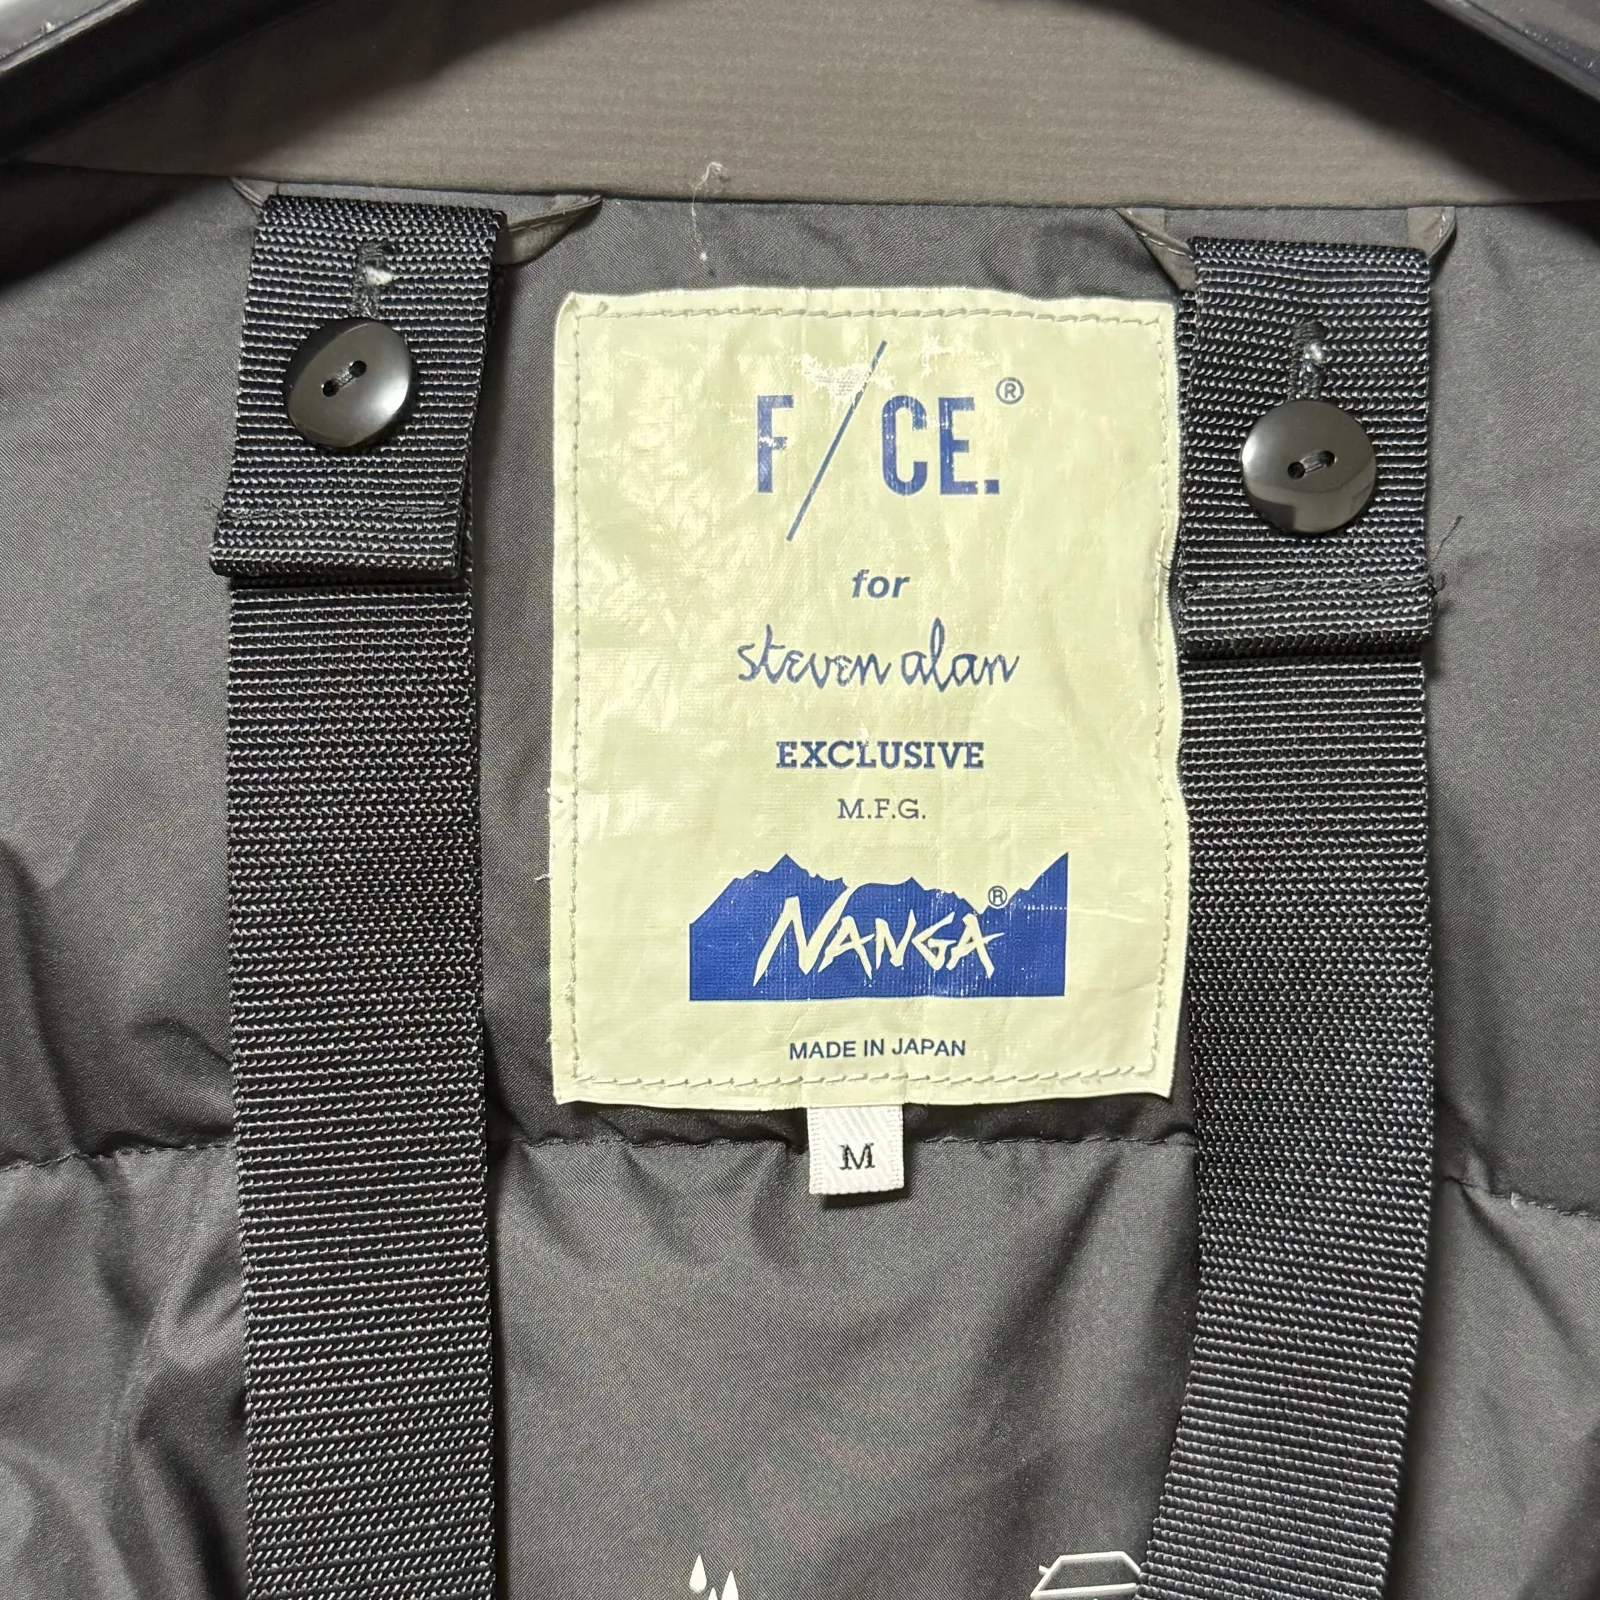 F/CE.®
for
steven alan
EXCLUSIVE
M.F.G.
NANGA®
MADE IN JAPAN
M